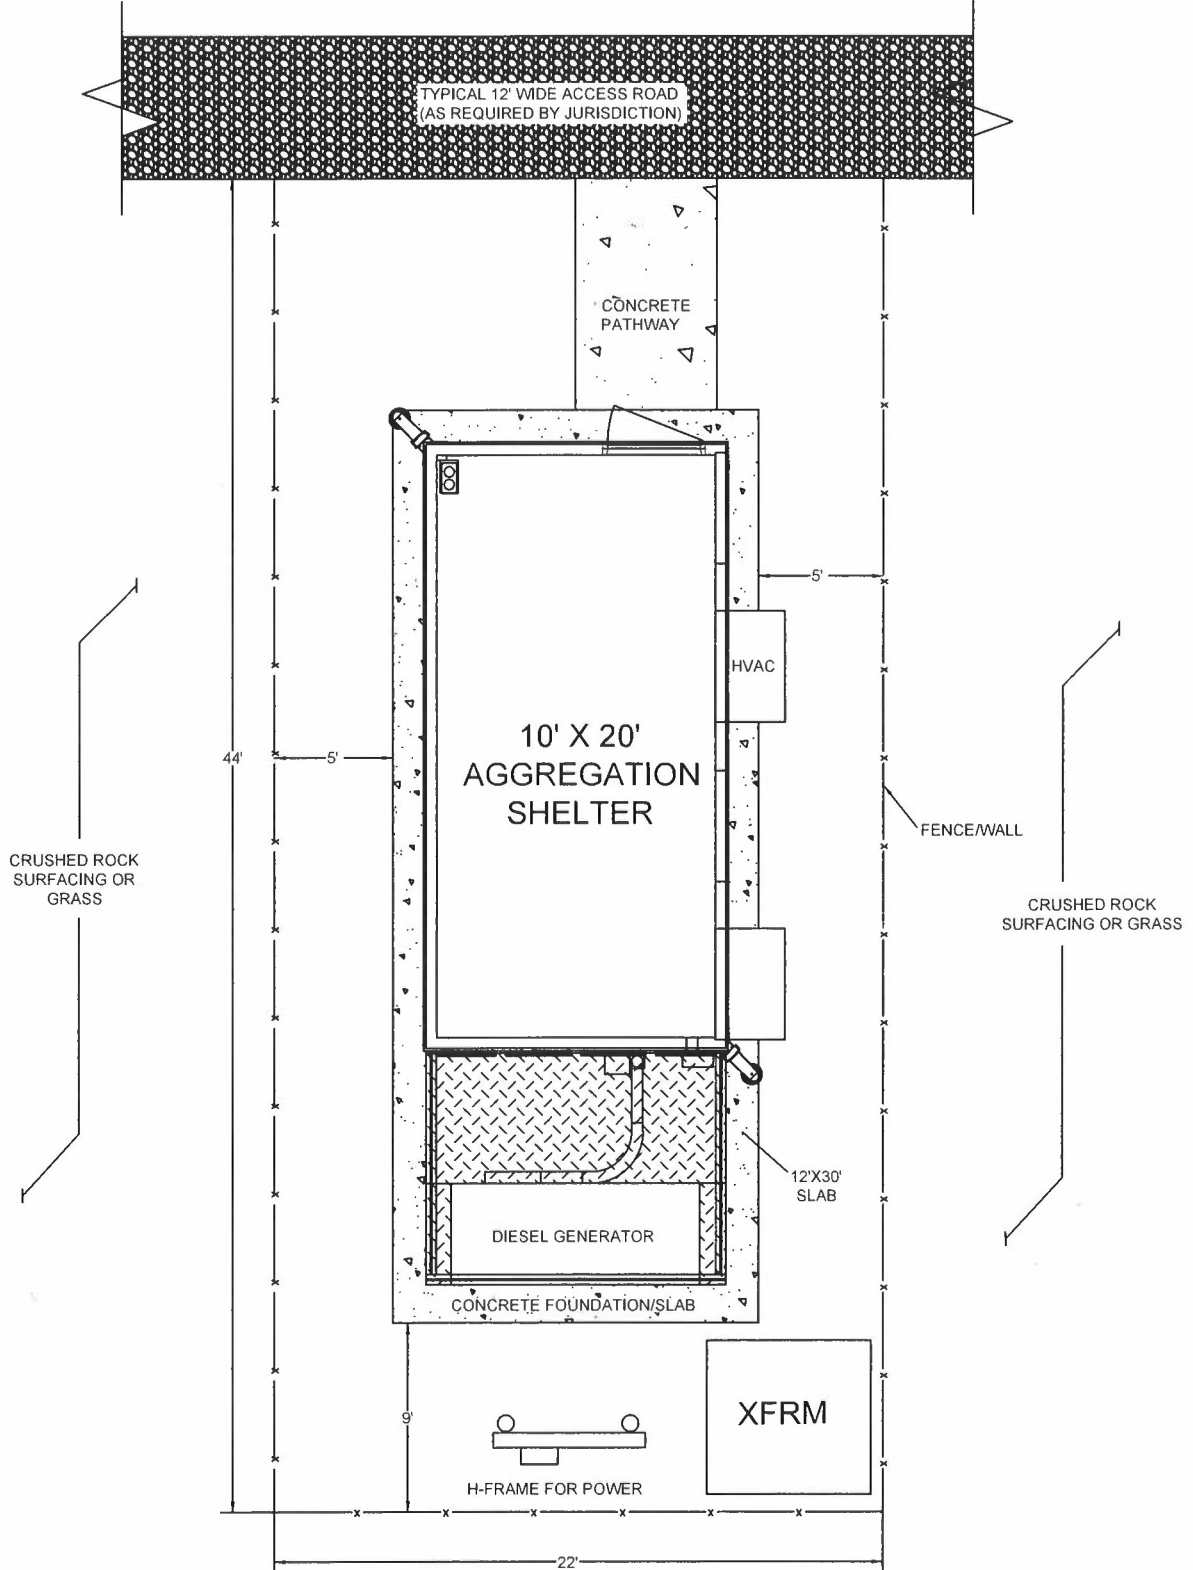 TYPICAL 12' WIDE ACCESS ROAD
(AS REQUIRED BY JURISDICTION)
CONCRETE
PATHWAY
5'
HVAC
10' X 20'
AGGREGATION
SHELTER
44'
5'
FENCE/WALL
CRUSHED ROCK
SURFACING OR
GRASS
CRUSHED ROCK
SURFACING OR GRASS
12'X30'
SLAB
DIESEL GENERATOR
CONCRETE FOUNDATION/SLAB
9'
XFRM
H-FRAME FOR POWER
22'